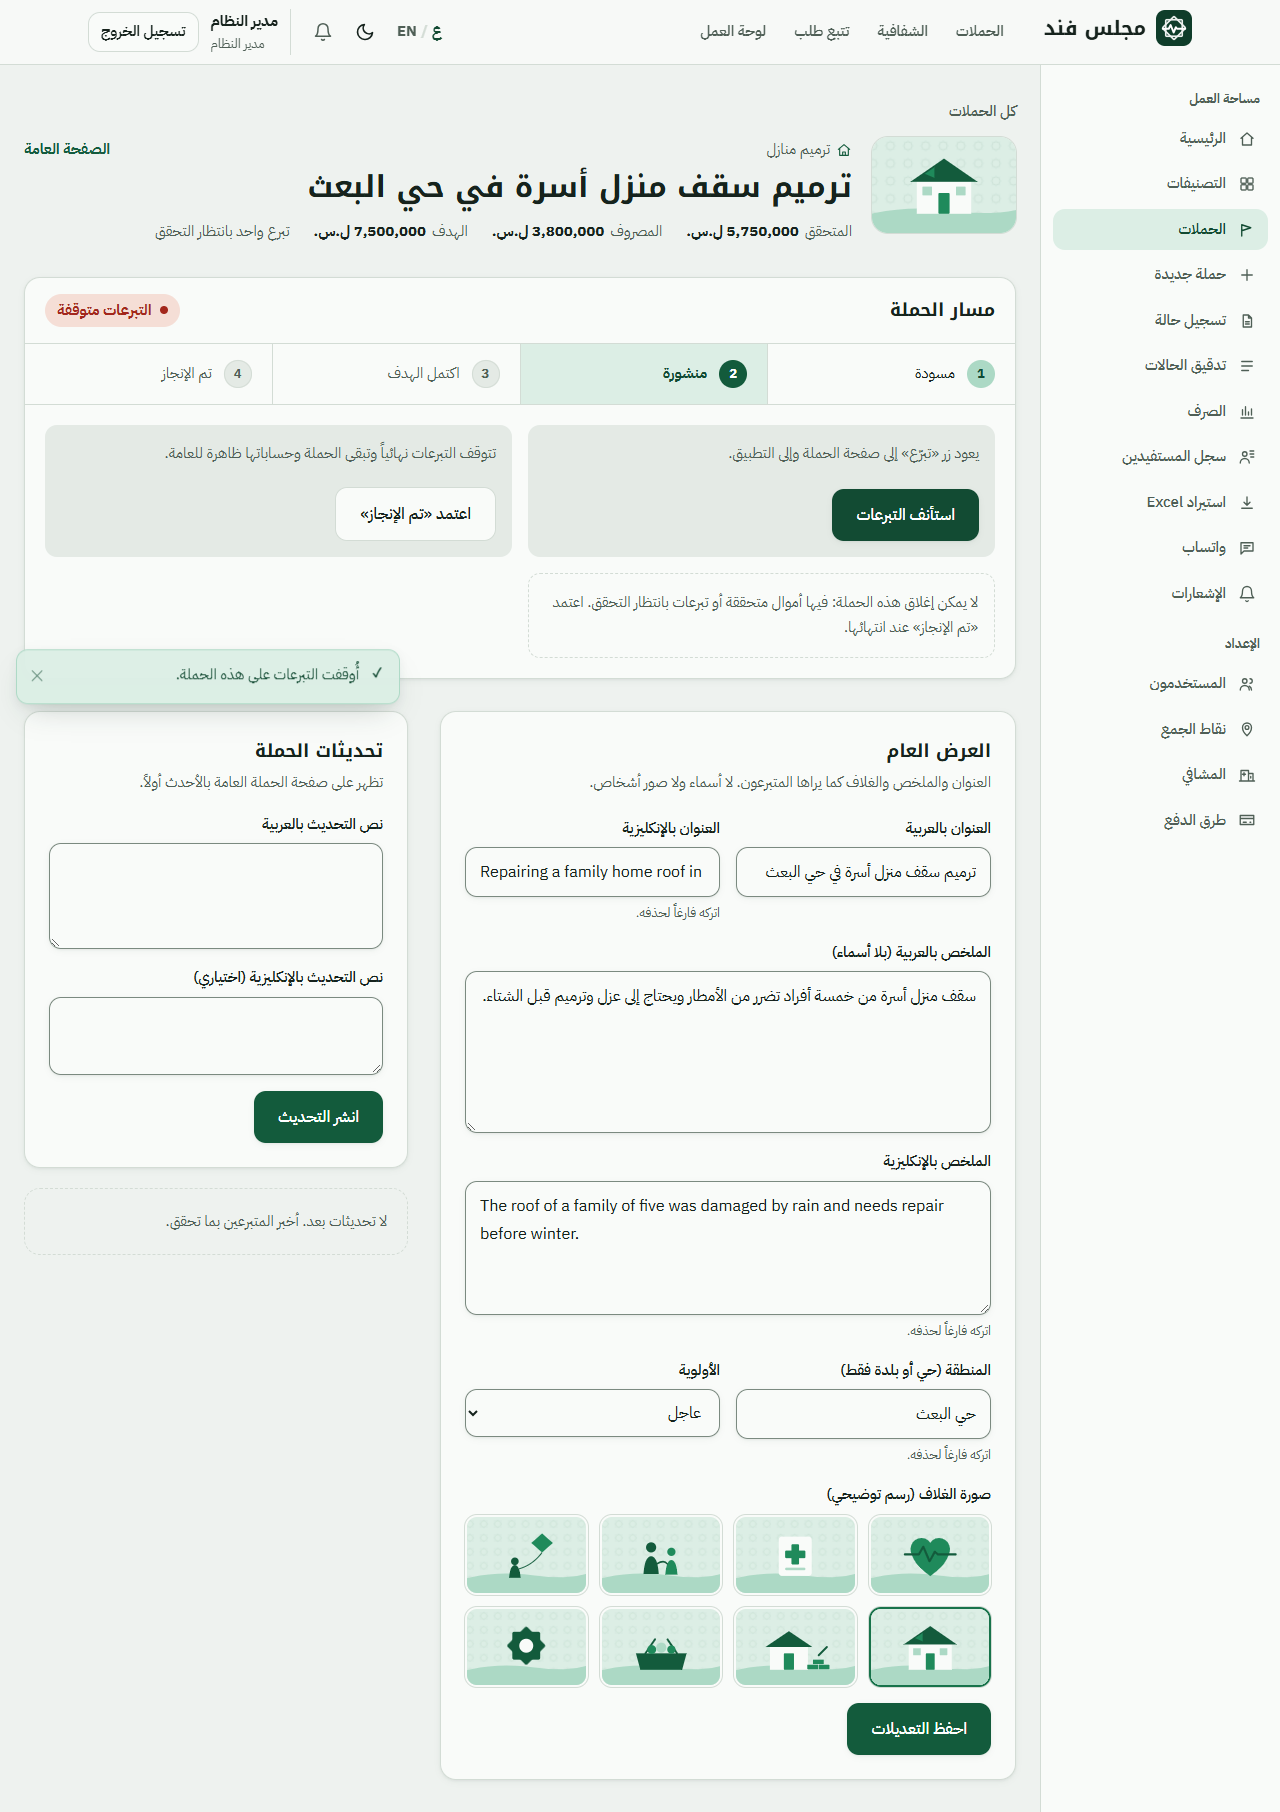 مجلس فند
الحملات
الشفافية
تتبع طلب
لوحة العمل
ع / EN
مدير النظام
مدير النظام
تسجيل الخروج
مساحة العمل
الرئيسية
التصنيفات
الحملات
حملة جديدة
تسجيل حالة
تدقيق الحالات
الصرف
سجل المستفيدين
استيراد Excel
واتساب
الإشعارات
الإعداد
المستخدمون
نقاط الجمع
المشافي
طرق الدفع
كل الحملات
ترميم منازل
الصفحة العامة
ترميم سقف منزل أسرة في حي البعث
المتحقق 5,750,000 ل.س.
المصروف 3,800,000 ل.س.
الهدف 7,500,000 ل.س.
تبرع واحد بانتظار التحقق
مسار الحملة
التبرعات متوقفة
1 مسودة
2 منشورة
3 اكتمل الهدف
4 تم الإنجاز
يعود زر «تبرّع» إلى صفحة الحملة وإلى التطبيق.
استأنف التبرعات
تتوقف التبرعات نهائياً وتبقى الحملة وحساباتها ظاهرة للعامة.
اعتمد «تم الإنجاز»
لا يمكن إغلاق هذه الحملة: فيها أموال متحققة أو تبرعات بانتظار التحقق. اعتمد
«تم الإنجاز» عند انتهائها.
أُوقفت التبرعات على هذه الحملة.
العرض العام
العنوان والملخص والغلاف كما يراها المتبرعون. لا أسماء ولا صور أشخاص.
العنوان بالعربية
ترميم سقف منزل أسرة في حي البعث
العنوان بالإنكليزية
Repairing a family home roof in
اتركه فارغاً لحذفه.
الملخص بالعربية (بلا أسماء)
سقف منزل أسرة من خمسة أفراد تضرر من الأمطار ويحتاج إلى عزل وترميم قبل الشتاء.
الملخص بالإنكليزية
The roof of a family of five was damaged by rain and needs repair
before winter.
اتركه فارغاً لحذفه.
المنطقة (حي أو بلدة فقط)
حي البعث
اتركه فارغاً لحذفه.
الأولوية
عاجل
صورة الغلاف (رسم توضيحي)
احفظ التعديلات
تحديثات الحملة
تظهر على صفحة الحملة العامة بالأحدث أولاً.
نص التحديث بالعربية
نص التحديث بالإنكليزية (اختياري)
انشر التحديث
لا تحديثات بعد. أخبر المتبرعين بما تحقق.